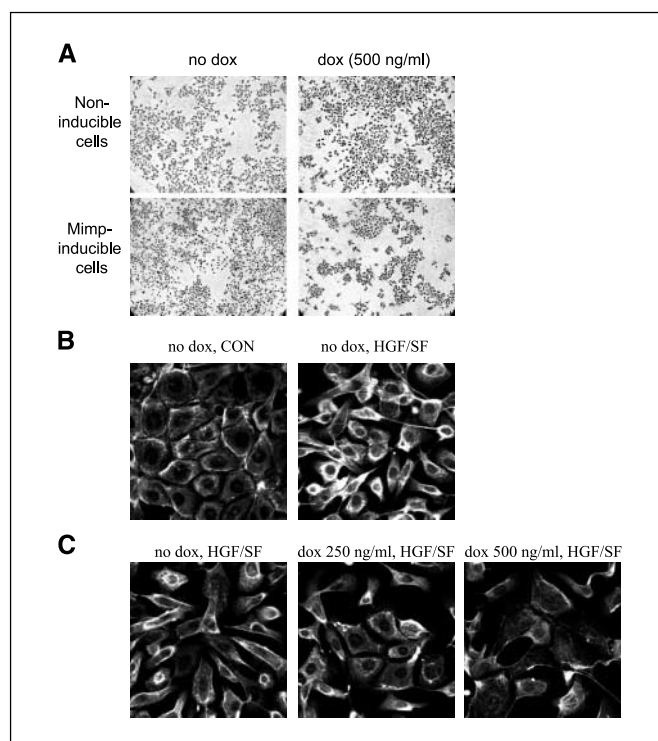 A
no dox
dox (500 ng/ml)
Non-
inducible
cells
Mimp-
inducible
cells
B
no dox, CON
no dox, HGF/SF
C
no dox, HGF/SF
dox 250 ng/ml, HGF/SF
dox 500 ng/ml, HGF/SF